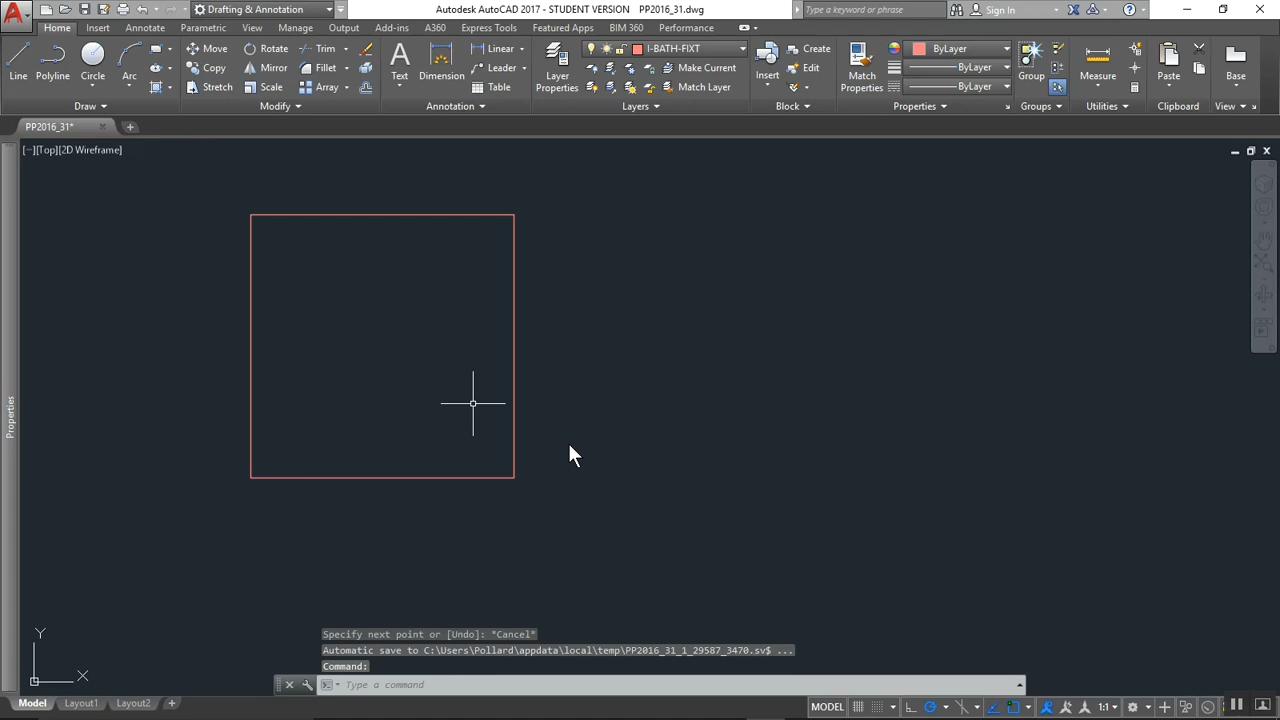 Drafting & Annotation
Autodesk AutoCAD 2017 - STUDENT VERSION PP2016_31.dwg
Type a keyword or phrase
Sign In
Home Insert Annotate Parametric View Manage Output Add-ins A360 Express Tools Featured Apps BIM 360 Performance
Line
Polyline
Circle
Arc
Move
Rotate
Trim
Copy
Mirror
Fillet
Stretch
Scale
Array
Text
Dimension
Linear
Leader
Table
Layer
Properties
I-BATH-FIXT
Make Current
Match Layer
Insert
Create
Edit
Match
Properties
ByLayer
ByLayer
ByLayer
Group
Measure
Paste
Base
Draw Modify Annotation Layers Block Properties Groups Utilities Clipboard View
PP2016_31*
[−][Top][2D Wireframe]
Properties
Y
X
Specify next point or [Undo]: *Cancel*
Automatic save to C:\Users\Pollard\appdata\local\temp\PP2016_31_1_29587_3470.sv$ ...
Command:
Type a command
Model Layout1 Layout2
MODEL
1:1